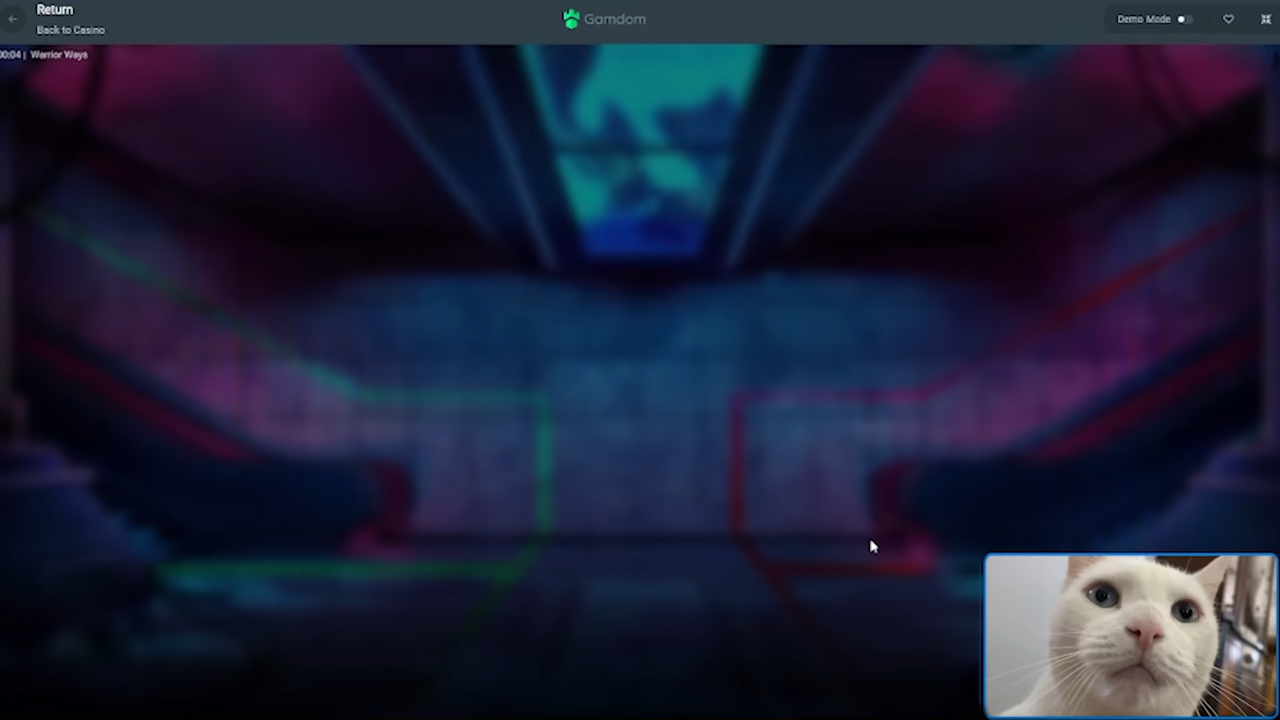 Return
Back to Casino
Gamdom
Demo Mode
00:04 | Warrior Ways